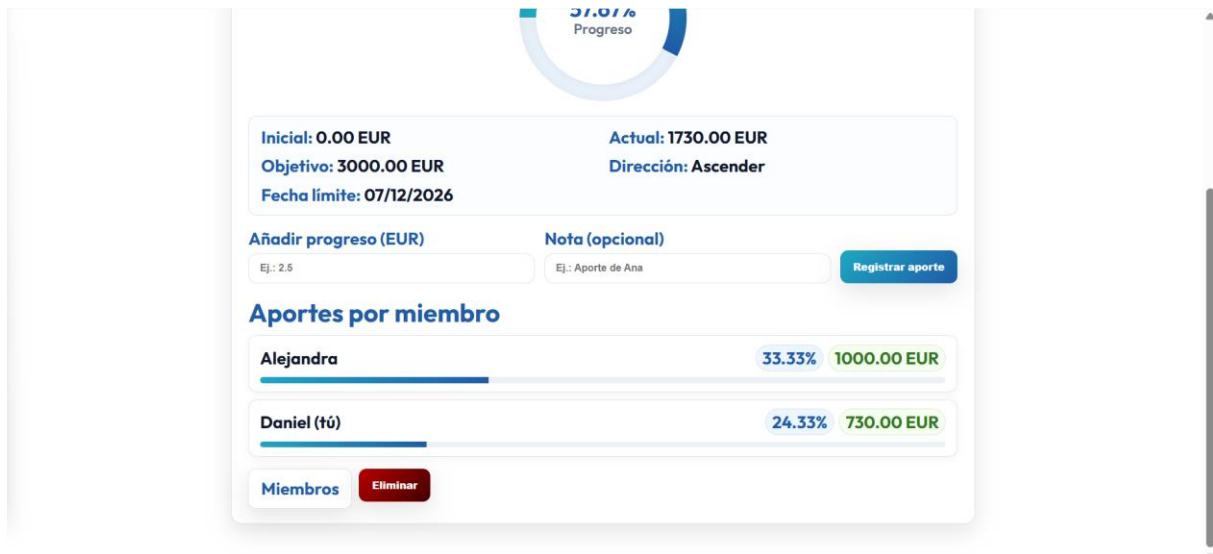 57.67%
Progreso
Inicial: 0.00 EUR
Actual: 1730.00 EUR
Objetivo: 3000.00 EUR
Dirección: Ascender
Fecha límite: 07/12/2026
Añadir progreso (EUR)
Nota (opcional)
Ej.: 2.5
Ej.: Aporte de Ana
Registrar aporte
Aportes por miembro
Alejandra
33.33%
1000.00 EUR
Daniel (tú)
24.33%
730.00 EUR
Miembros
Eliminar